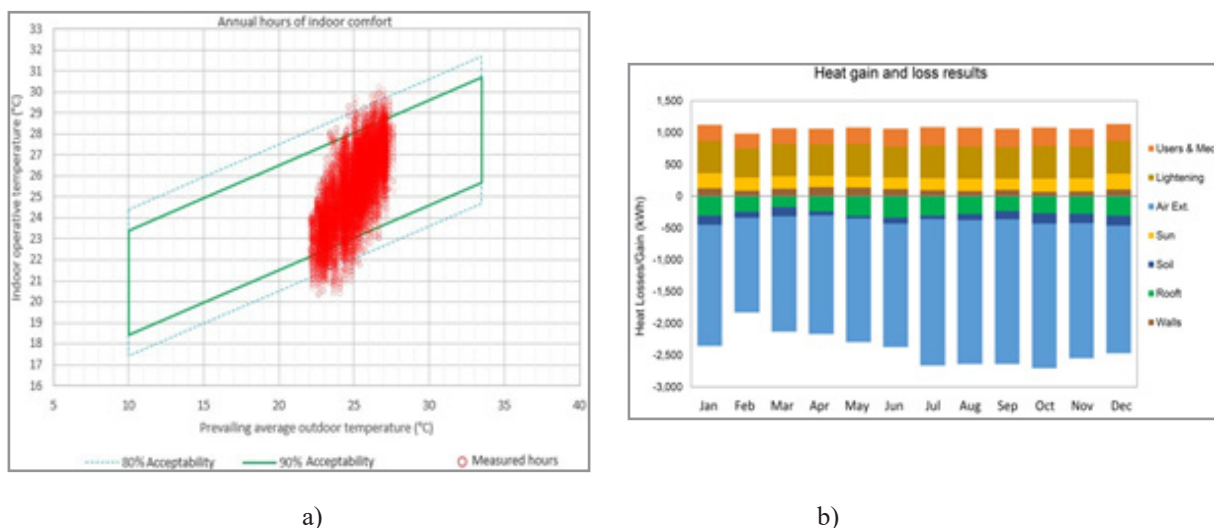 Annual hours of indoor comfort
33
32
31
30
29
28
27
26
25
24
23
22
21
20
19
18
17
16
Indoor operative temperature (°C)
5 10 15 20 25 30 35 40
Prevailing average outdoor temperature (°C)
80% Acceptability 90% Acceptability Measured hours
a)
Heat gain and loss results
1,500
1,000
500
0
-500
-1,000
-1,500
-2,000
-2,500
-3,000
Heat Losses/Gain (kWh)
Jan Feb Mar Apr May Jun Jul Aug Sep Oct Nov Dec
Users & Med
Lightening
Air Ext.
Sun
Soil
Rooft
Walls
b)